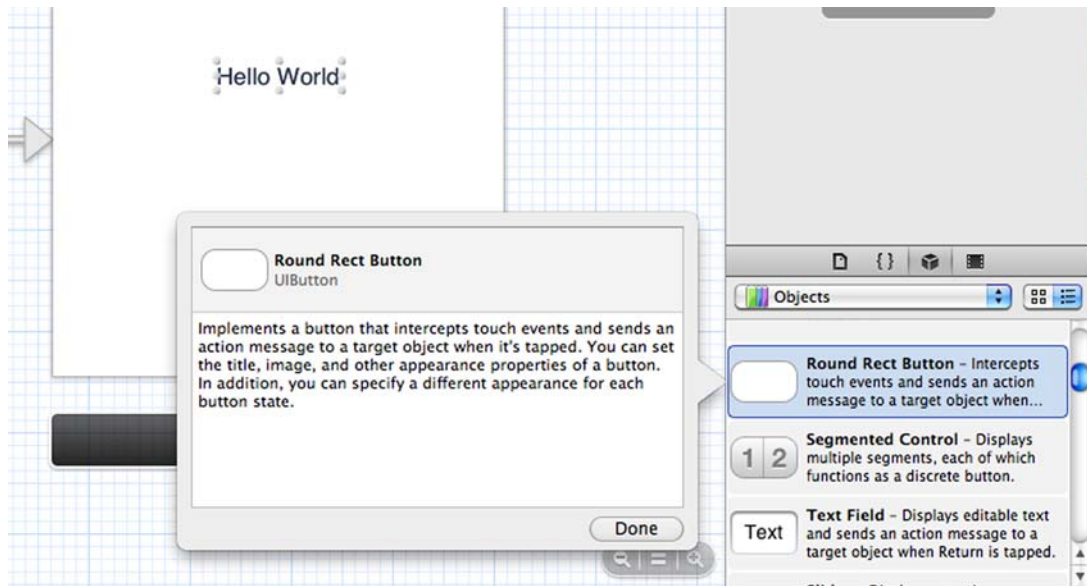 Hello World
Round Rect Button
UIButton
Implements a button that intercepts touch events and sends an
action message to a target object when it's tapped. You can set
the title, image, and other appearance properties of a button.
In addition, you can specify a different appearance for each
button state.
Done
{}
Objects
Round Rect Button – Intercepts
touch events and sends an action
message to a target object when...
1 2
Segmented Control – Displays
multiple segments, each of which
functions as a discrete button.
Text
Text Field – Displays editable text
and sends an action message to a
target object when Return is tapped.